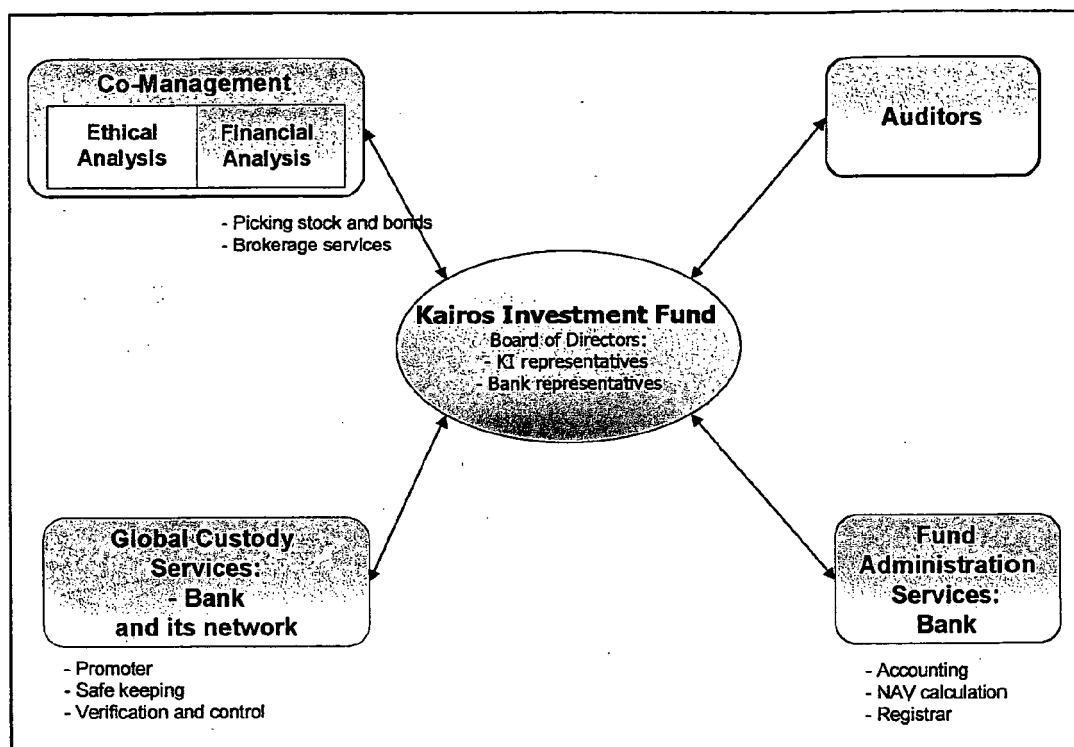 Co-Management
Ethical
Analysis
Financial
Analysis
- Picking stock and bonds
- Brokerage services
Auditors
Kairos Investment Fund
Board of Directors:
- KI representatives
- Bank representatives
Global Custody
Services:
- Bank
and its network
- Promoter
- Safe keeping
- Verification and control
Fund
Administration
Services:
Bank
- Accounting
- NAV calculation
- Registrar